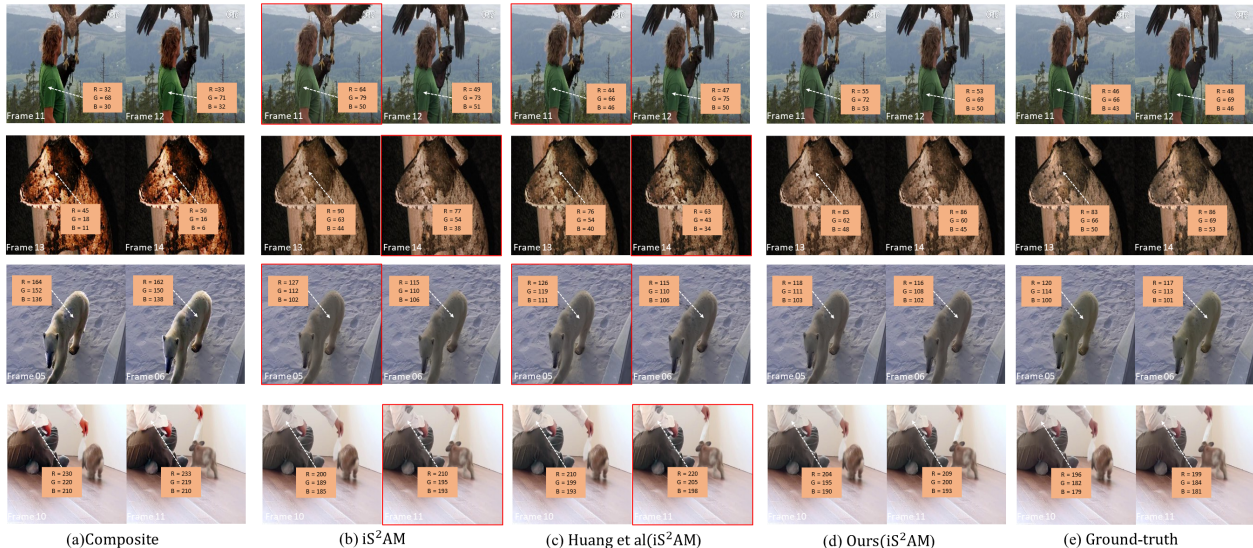 R = 32
G = 68
B = 30
Frame 11
R =33
G = 71
B = 32
Frame 12
R = 64
G = 79
B = 50
Frame 11
R = 49
G = 73
B = 51
Frame 12
R = 44
G = 66
B = 46
Frame 11
R = 47
G = 73
B = 50
Frame 12
R = 55
G = 72
B = 53
Frame 11
R = 53
G = 69
B = 50
Frame 12
R = 46
G = 66
B = 43
Frame 11
R = 48
G = 69
B = 46
Frame 12
R = 45
G = 18
B = 11
Frame 13
R = 50
G = 16
B = 6
Frame 14
R = 90
G = 63
B = 44
Frame 13
R = 77
G = 54
B = 38
Frame 14
R = 76
G = 54
B = 40
Frame 13
R = 63
G = 43
B = 34
Frame 14
R = 85
G = 62
B = 48
Frame 13
R = 86
G = 60
B = 45
Frame 14
R = 83
G = 66
B = 50
Frame 13
R = 86
G = 69
B = 53
Frame 14
R = 164
G = 152
B = 136
Frame 05
R = 162
G = 150
B = 138
Frame 06
R = 127
G = 112
B = 102
Frame 05
R = 115
G = 110
B = 106
Frame 06
R = 126
G = 119
B = 111
Frame 05
R = 115
G = 110
B = 106
Frame 06
R = 118
G = 111
B = 103
Frame 05
R = 116
G = 108
B = 102
Frame 06
R = 120
G = 114
B = 100
Frame 05
R = 117
G = 113
B = 101
Frame 06
R = 230
G = 220
B = 210
Frame 10
R = 233
G = 219
B = 210
Frame 11
R = 200
G = 189
B = 185
Frame 10
R = 210
G = 195
B = 193
Frame 11
R = 210
G = 199
B = 193
Frame 10
R = 220
G = 205
B = 198
Frame 11
R = 204
G = 195
B = 190
Frame 10
R = 209
G = 200
B = 193
Frame 11
R = 196
G = 182
B = 179
Frame 10
R = 199
G = 184
B = 181
Frame 11
(a)Composite
(b) iS²AM
(c) Huang et al(iS²AM)
(d) Ours(iS²AM)
(e) Ground-truth